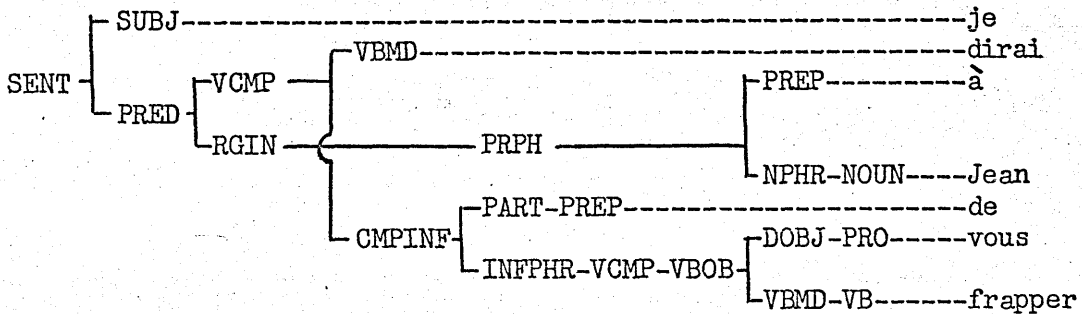 SUBJ je
VBMD dirai
SENT VCMP PREP à
PRED
RGIN PRPH
NPHR-NOUN Jean
PART-PREP de
CMPINF DOBJ-PRO vous
INFPHR-VCMP-VBOB
VBMD-VB frapper